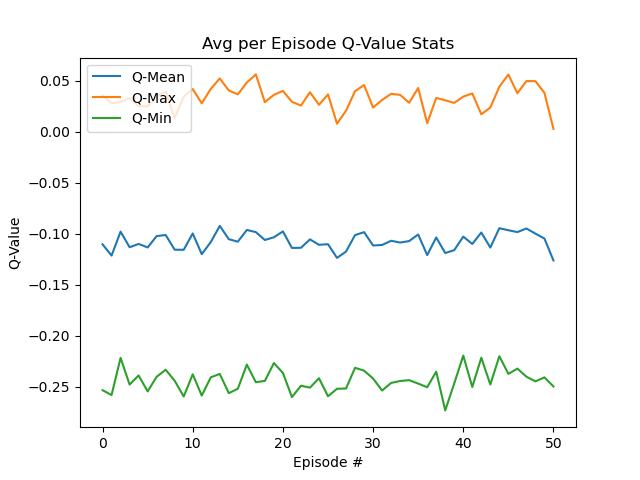 Avg per Episode Q-Value Stats
Q-Mean
Q-Max
Q-Min
0.05
0.00
−0.05
−0.10
−0.15
−0.20
−0.25
Q-Value
0 10 20 30 40 50
Episode #